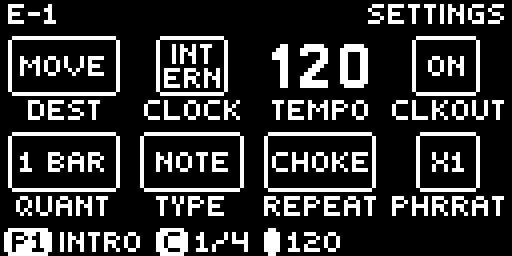 E-1 SETTINGS
MOVE INT ERN 120 ON
DEST CLOCK TEMPO CLKOUT
1 BAR NOTE CHOKE X1
QUANT TYPE REPEAT PHRRAT
P1 INTRO C 1/4 120